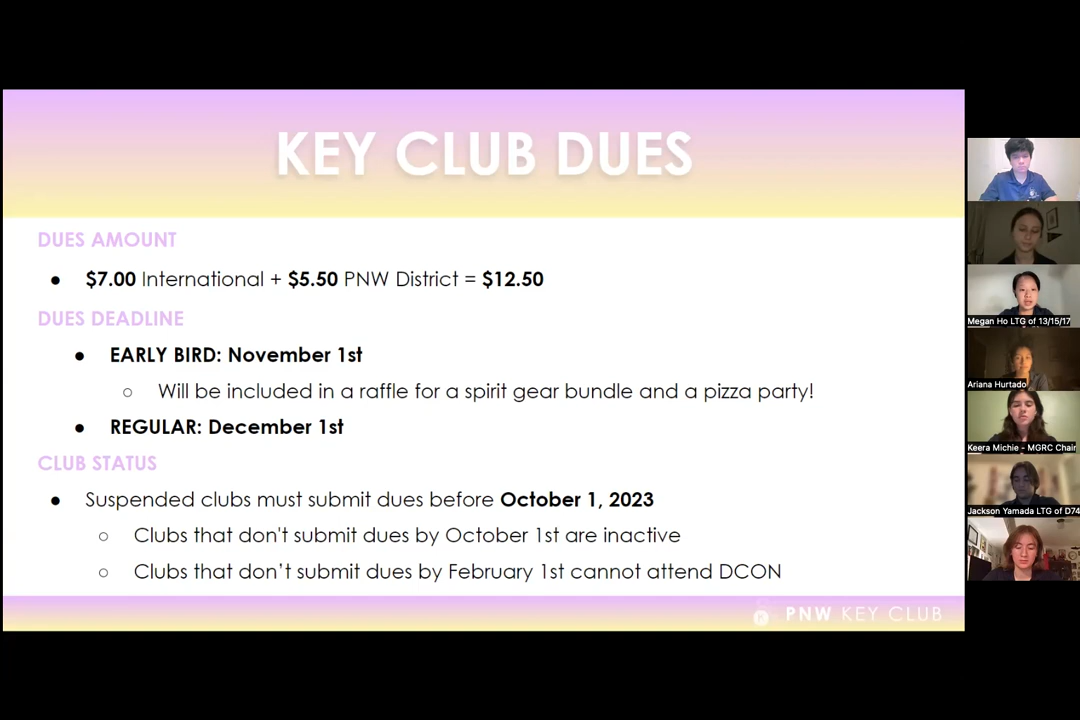 KEY CLUB DUES
DUES AMOUNT
● $7.00 International + $5.50 PNW District = $12.50
DUES DEADLINE
● EARLY BIRD: November 1st
○ Will be included in a raffle for a spirit gear bundle and a pizza party!
● REGULAR: December 1st
CLUB STATUS
● Suspended clubs must submit dues before October 1, 2023
○ Clubs that don't submit dues by October 1st are inactive
○ Clubs that don’t submit dues by February 1st cannot attend DCON
K PNW KEY CLUB
Megan Ho LTG of 13/15/17
Ariana Hurtado
Keera Michie - MGRC Chair
Jackson Yamada LTG of D74